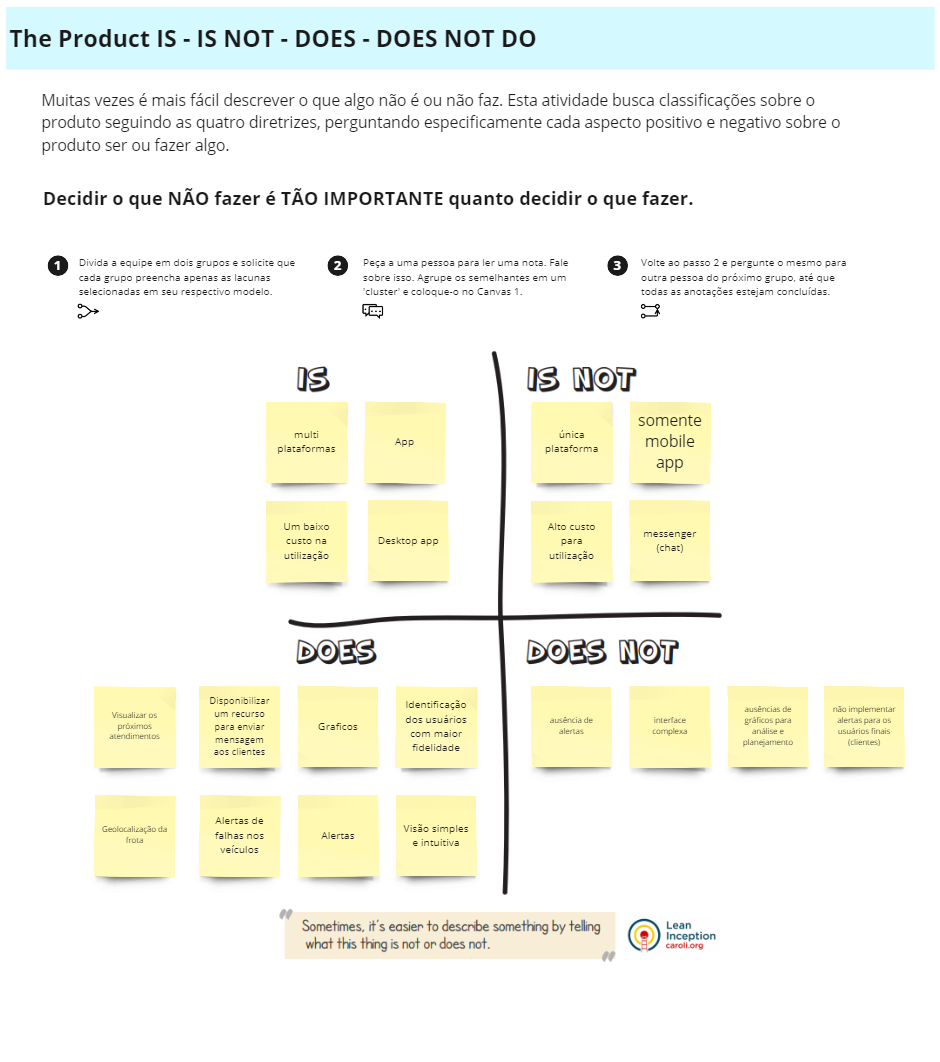 The Product IS - IS NOT - DOES - DOES NOT DO
Muitas vezes é mais fácil descrever o que algo não é ou não faz. Esta atividade busca classificações sobre o
produto seguindo as quatro diretrizes, perguntando especificamente cada aspecto positivo e negativo sobre o
produto ser ou fazer algo.
Decidir o que NÃO fazer é TÃO IMPORTANTE quanto decidir o que fazer.
1
Divida a equipe em dois grupos e solicite que
cada grupo preencha apenas as lacunas
selecionadas em seu respectivo modelo.
2
Peça a uma pessoa para ler uma nota. Fale
sobre isso. Agrupe os semelhantes em um
'cluster' e coloque-o no Canvas 1.
3
Volte ao passo 2 e pergunte o mesmo para
outra pessoa do próximo grupo, até que
todas as anotações estejam concluídas.
IS
multi
plataformas
App
Um baixo
custo na
utilização
Desktop app
IS NOT
única
plataforma
somente
mobile
app
Alto custo
para
utilização
messenger
(chat)
DOES
Visualizar os
próximos
atendimentos
Disponibilizar
um recurso
para enviar
mensagem
aos clientes
Graficos
Identificação
dos usuários
com maior
fidelidade
Geolocalização da
frota
Alertas de
falhas nos
veículos
Alertas
Visão simples
e intuitiva
DOES NOT
ausência de
alertas
interface
complexa
ausências de
gráficos para
análise e
planejamento
não implementar
alertas para os
usuários finais
(clientes)
" Sometimes, it's easier to describe something by telling
what this thing is not or does not. "
Lean
Inception
caroli.org